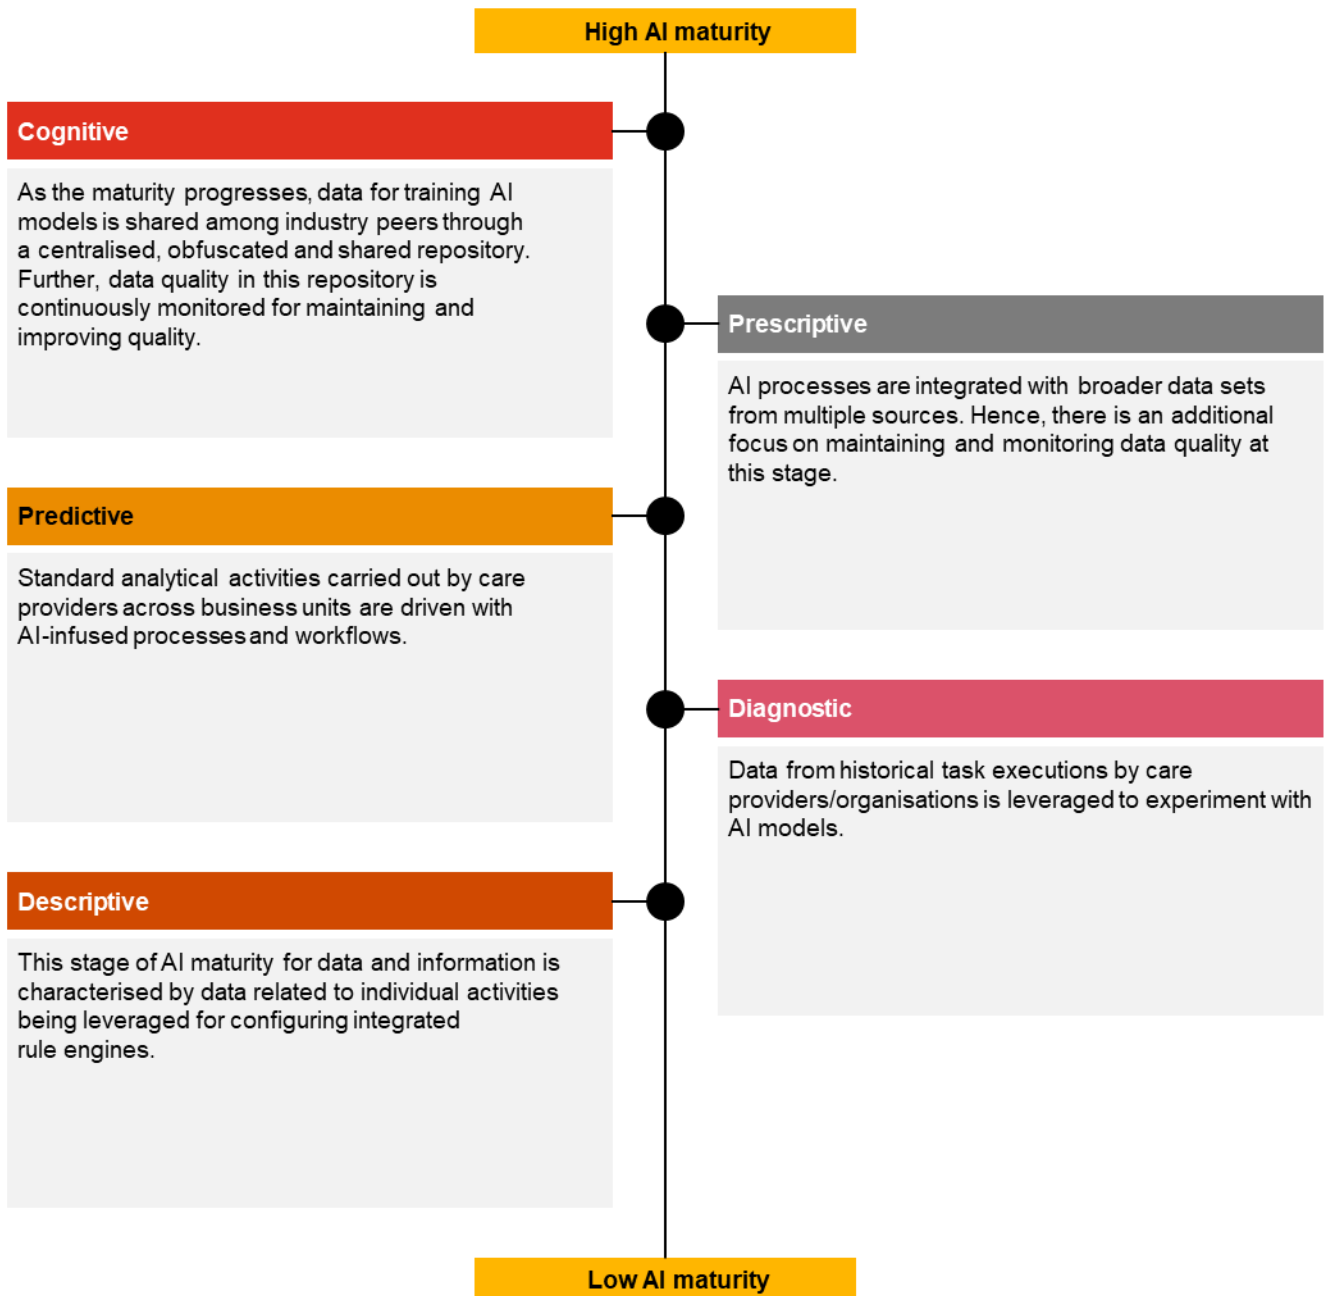 High AI maturity
Cognitive
As the maturity progresses, data for training AI
models is shared among industry peers through
a centralised, obfuscated and shared repository.
Further, data quality in this repository is
continuously monitored for maintaining and
improving quality.
Prescriptive
AI processes are integrated with broader data sets
from multiple sources. Hence, there is an additional
focus on maintaining and monitoring data quality at
this stage.
Predictive
Standard analytical activities carried out by care
providers across business units are driven with
AI-infused processes and workflows.
Diagnostic
Data from historical task executions by care
providers/organisations is leveraged to experiment with
AI models.
Descriptive
This stage of AI maturity for data and information is
characterised by data related to individual activities
being leveraged for configuring integrated
rule engines.
Low AI maturity